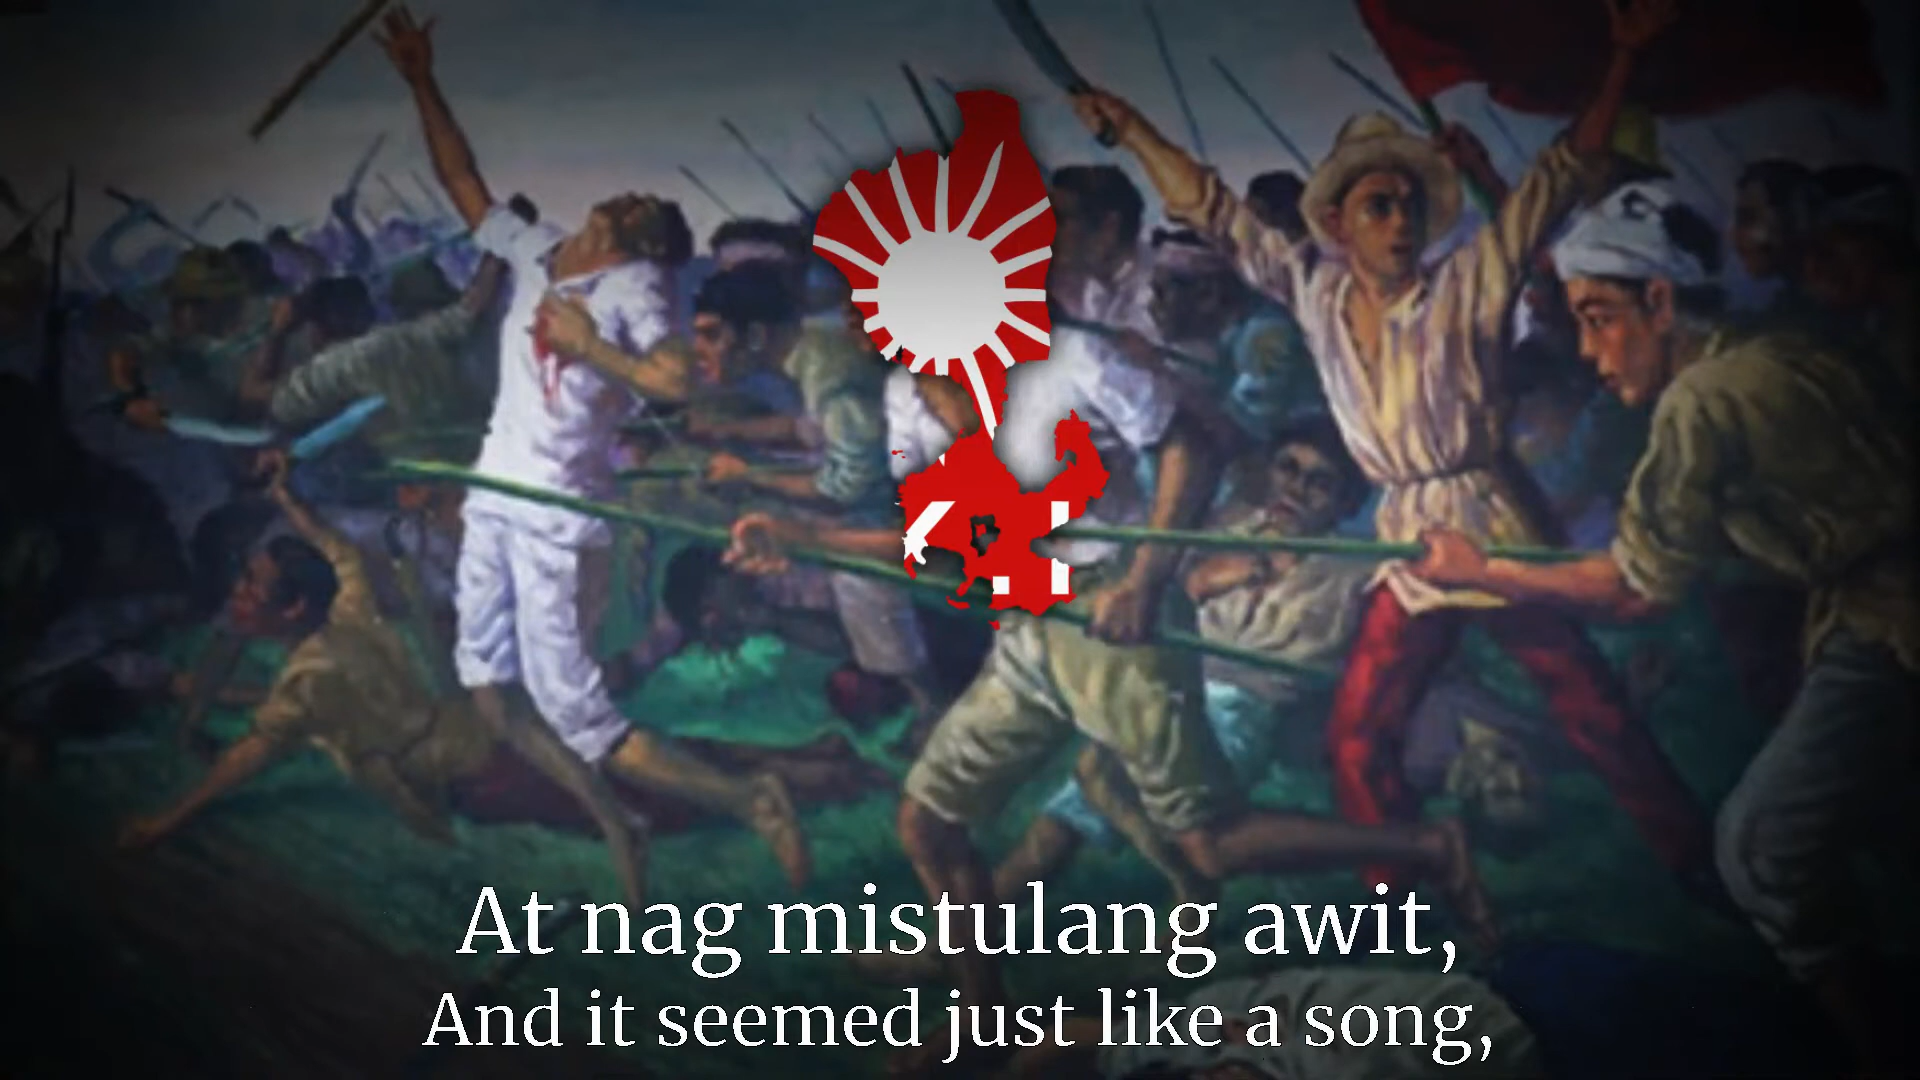 At nag mistulang awit,
And it seemed just like a song,